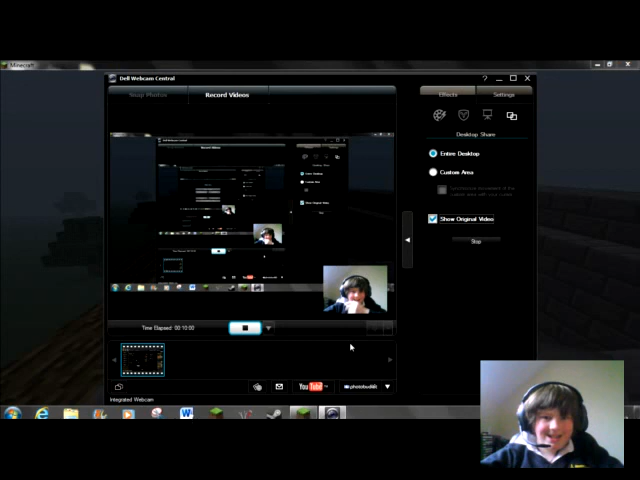 Minecraft
Dell Webcam Central
?
Snap Photos
Record Videos
Effects
Settings
Desktop Share
Entire Desktop
Custom Area
Show Original Video
Stop
Time Elapsed: 00:10:00
YouTube
photobucket
Integrated Webcam